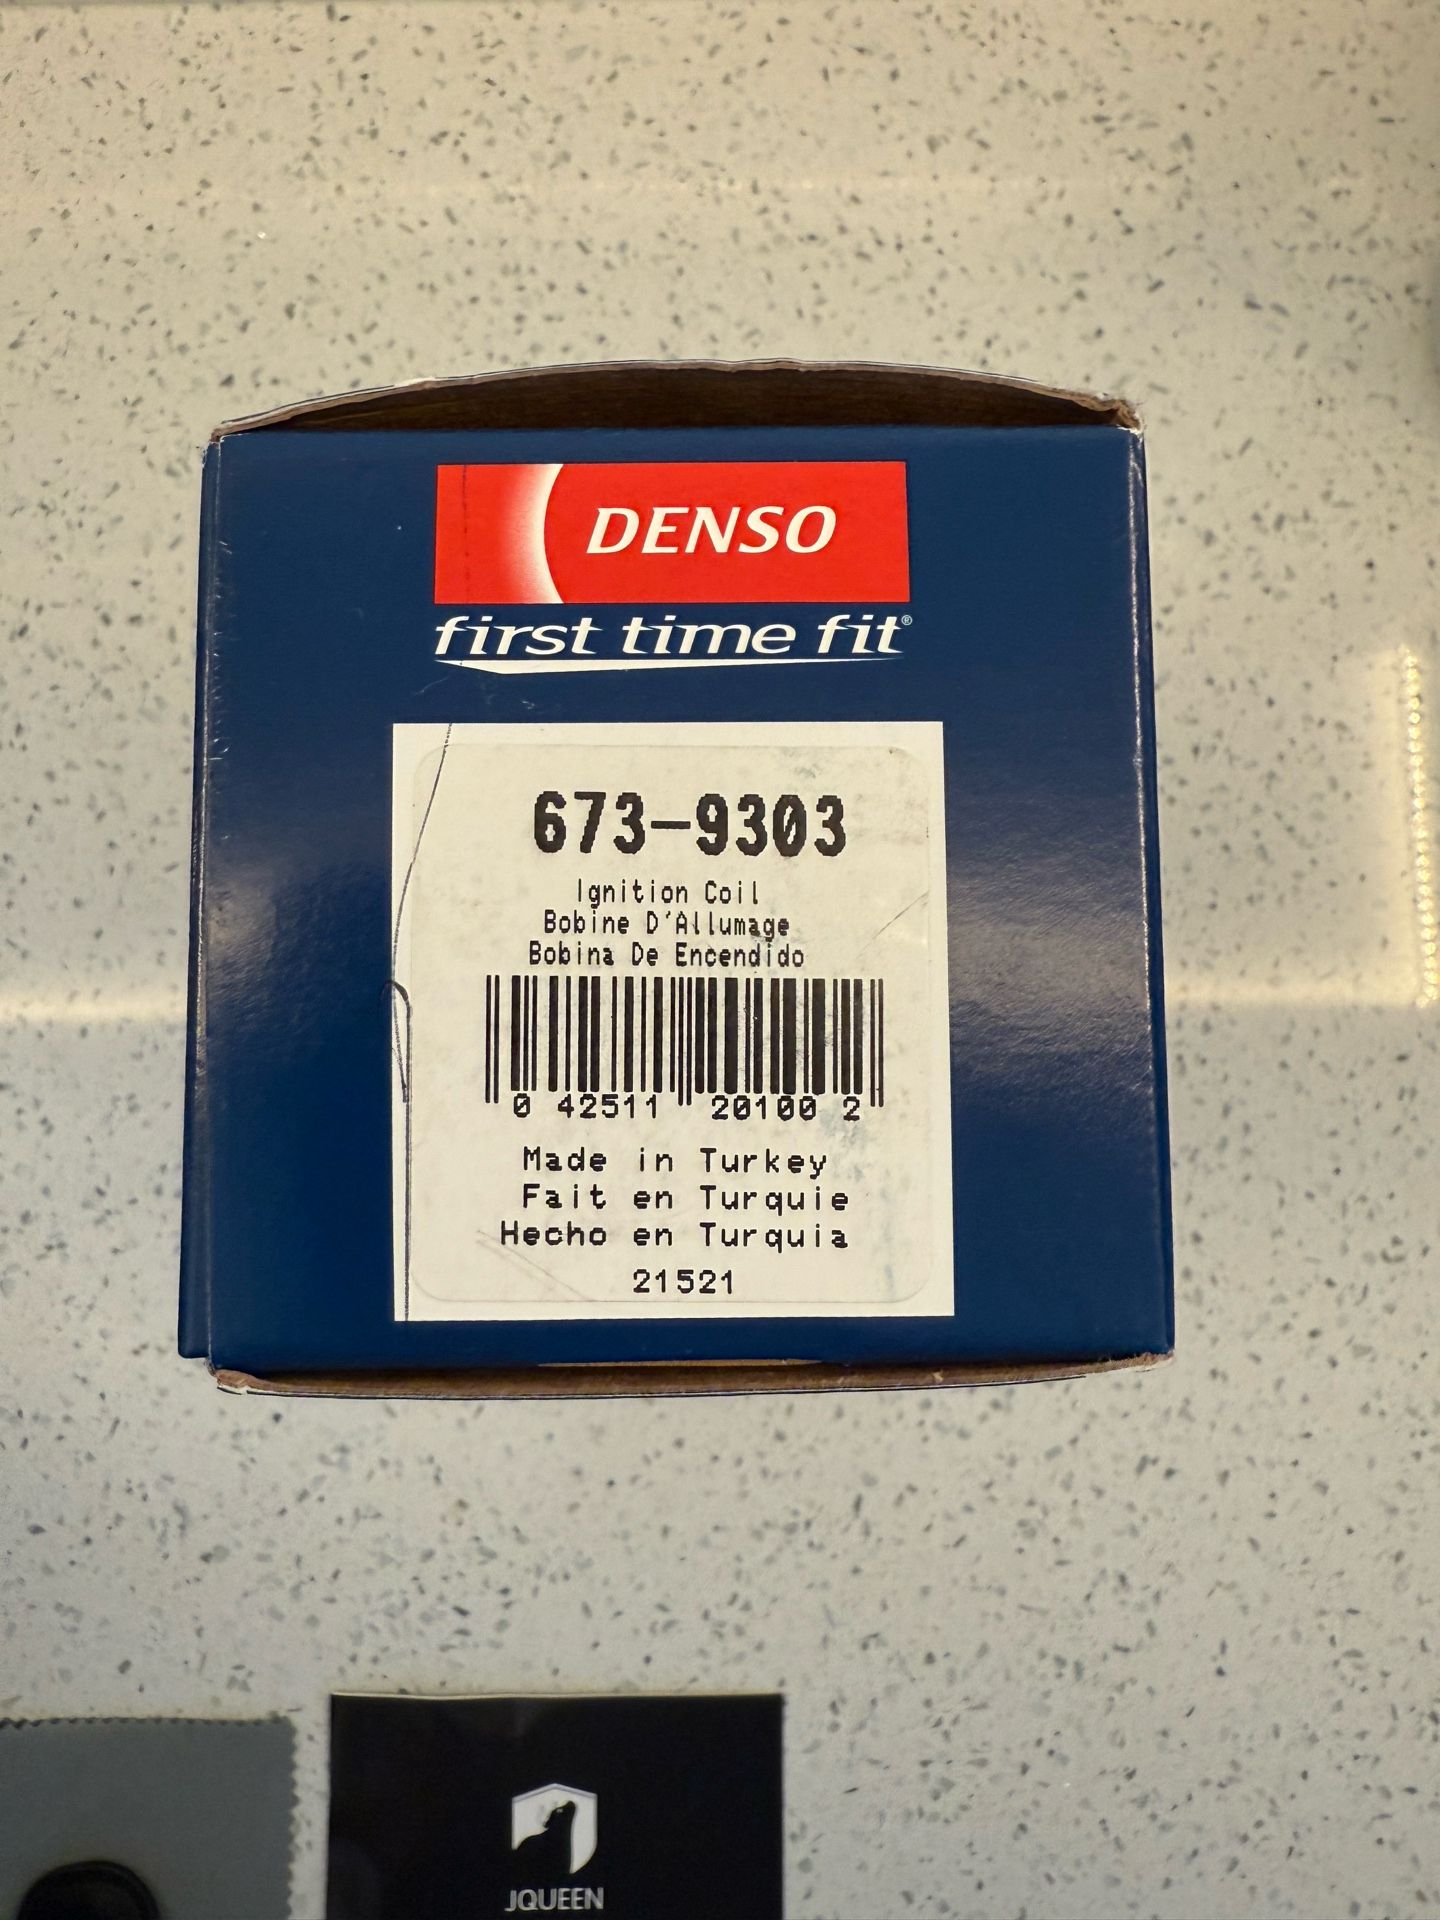 DENSO
first time fit®
673-9303
Ignition Coil
Bobine D'Allumage
Bobina De Encendido
0 42511 20100 2
Made in Turkey
Fait en Turquie
Hecho en Turquia
21521
JQUEEN